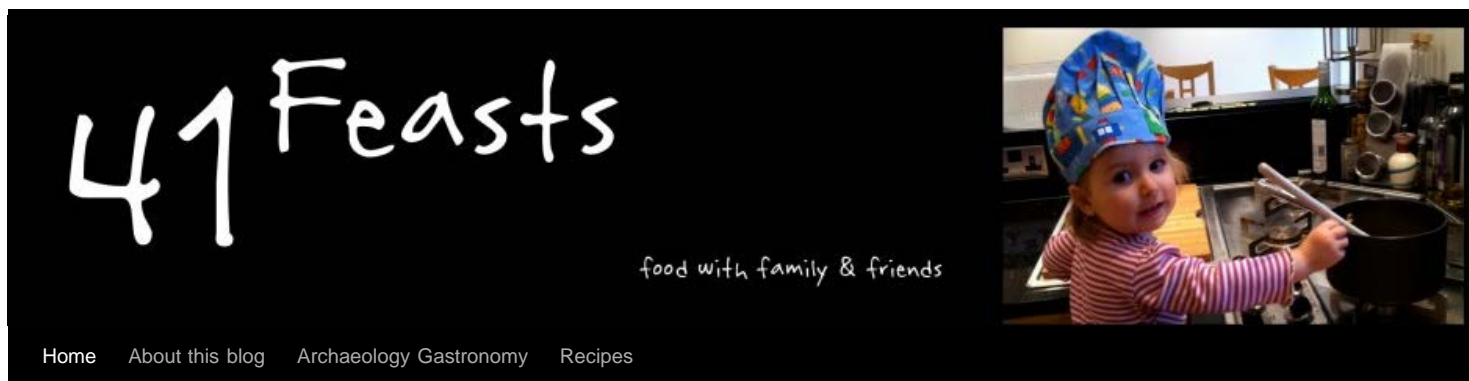 41 Feasts
food with family & friends
Home About this blog Archaeology Gastronomy Recipes